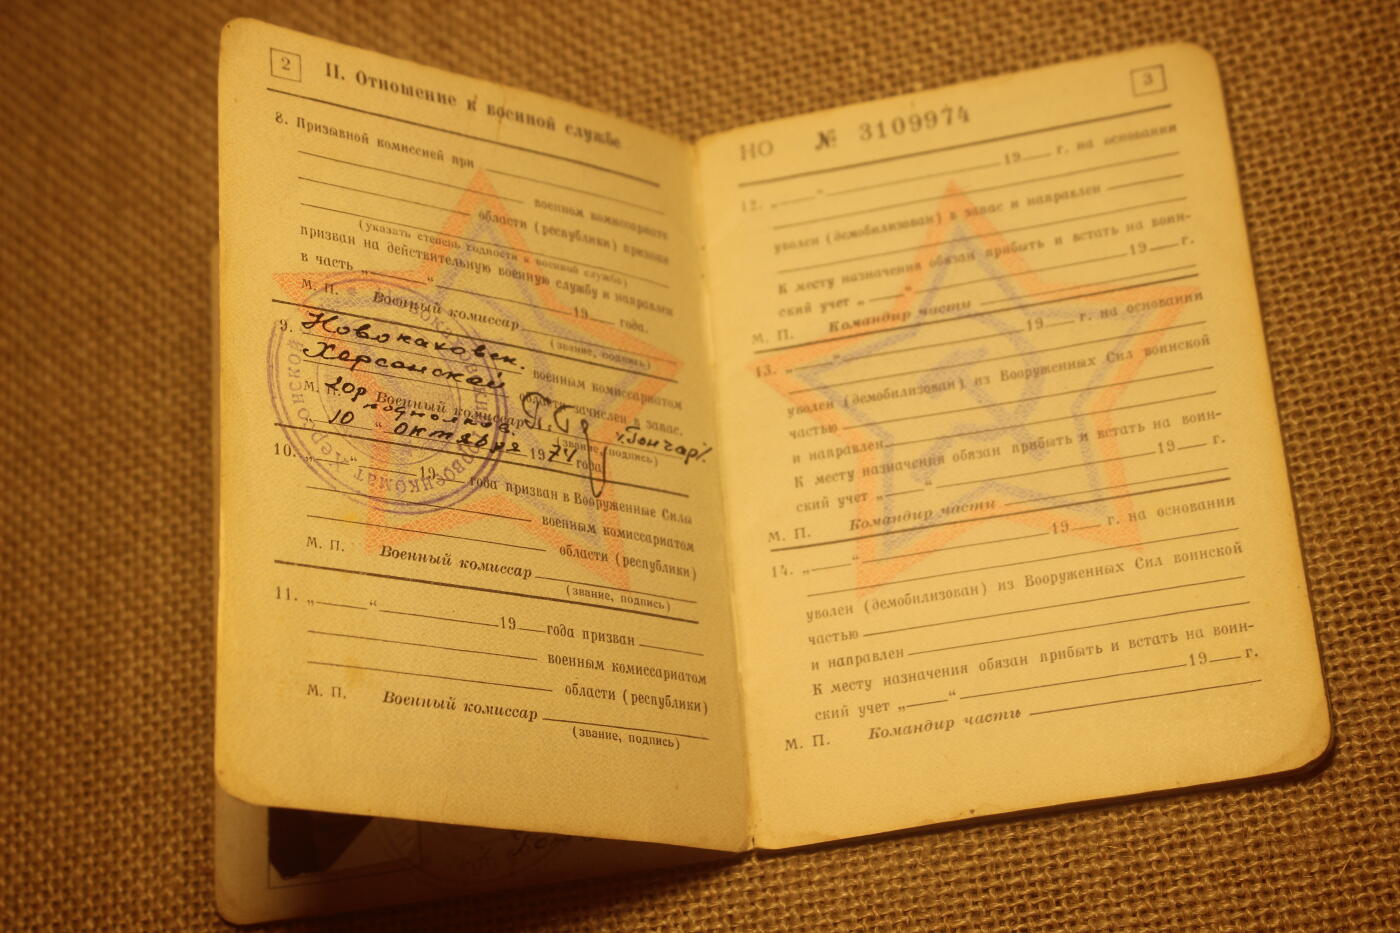 2
II. Отношение к военной службе
8. Призывной комиссией при
военном комиссариате
области (республики) признан
(указать степень годности к военной службе)
призван на действительную военную службу и направлен
в часть „ “ 19 года.
М. П. Военный комиссар
(звание, подпись)
9. Новокаховск.
военным комиссариатом
Херсонской области зачислен в запас.
М. П. Военный комиссар
подполков. (Гончар)
(звание, подпись)
10 “ октября 1974 года
10. „ “ 19 года призван в Вооруженные Силы
военным комиссариатом
области (республики)
М. П. Военный комиссар
(звание, подпись)
11. „ “ 19 года призван
военным комиссариатом
области (республики)
М. П. Военный комиссар
(звание, подпись)
3
НО № 3109974
12. „ “ 19 г. на основании
уволен (демобилизован) в запас и направлен
К месту назначения обязан прибыть и встать на воин-
ский учет „ “ 19 г.
М. П. Командир части
13. „ “ 19 г. на основании
уволен (демобилизован) из Вооруженных Сил воинской
частью
и направлен
К месту назначения обязан прибыть и встать на воин-
ский учет „ “ 19 г.
М. П. Командир части
14. „ “ 19 г. на основании
уволен (демобилизован) из Вооруженных Сил воинской
частью
и направлен
К месту назначения обязан прибыть и встать на воин-
ский учет „ “ 19 г.
М. П. Командир части